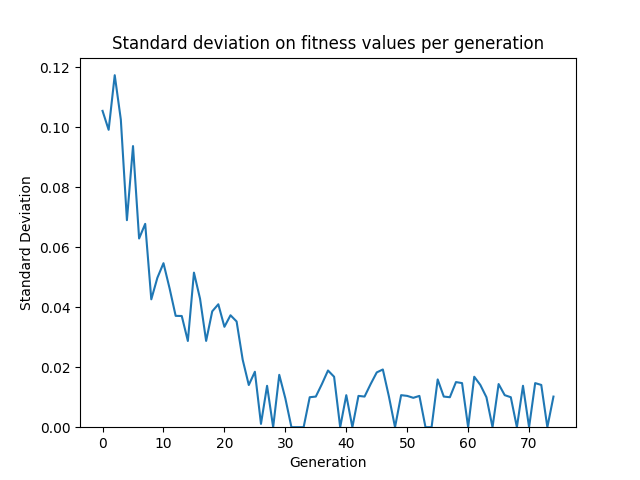 Standard deviation on fitness values per generation
0.12
0.10
0.08
0.06
0.04
0.02
0.00
Standard Deviation
0 10 20 30 40 50 60 70
Generation